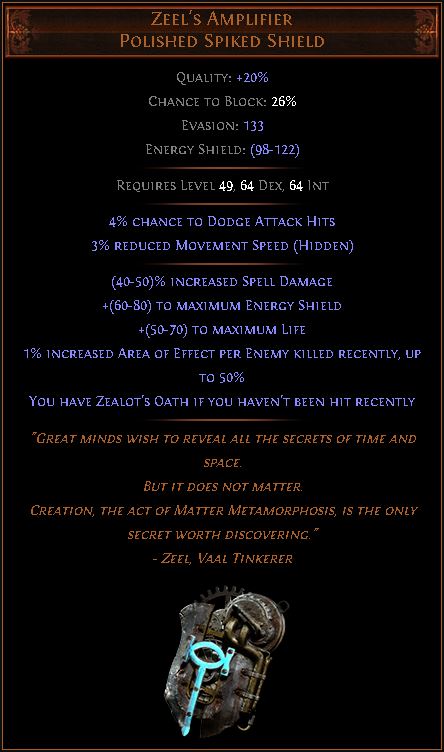 Zeel's Amplifier
Polished Spiked Shield
Quality: +20%
Chance to Block: 26%
Evasion: 133
Energy Shield: (98-122)
Requires Level 49, 64 Dex, 64 Int
4% chance to Dodge Attack Hits
3% reduced Movement Speed (Hidden)
(40-50)% increased Spell Damage
+(60-80) to maximum Energy Shield
+(50-70) to maximum Life
1% increased Area of Effect per Enemy killed recently, up
to 50%
You have Zealot's Oath if you haven't been hit recently
"Great minds wish to reveal all the secrets of time and
space.
But it does not matter.
Creation, the act of Matter Metamorphosis, is the only
secret worth discovering."
- Zeel, Vaal Tinkerer